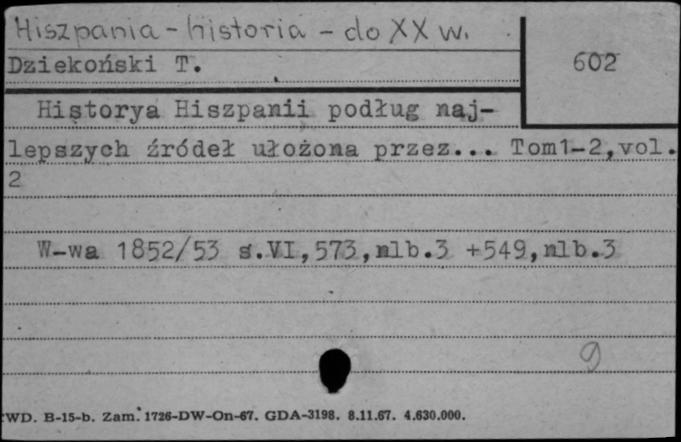 Hiszpania - historia - do XX w.
602
Dziekoński T.
Historya Hiszpanii podług naj-
lepszych źródeł ułożona przez... Tom1-2,vol.
2
W-wa 1852/53 s.VI,573,nlb.3 +549,nlb.3
9
WD. B-15-b. Zam. 1726-DW-On-67. GDA-3198. 8.11.67. 4.630.000.